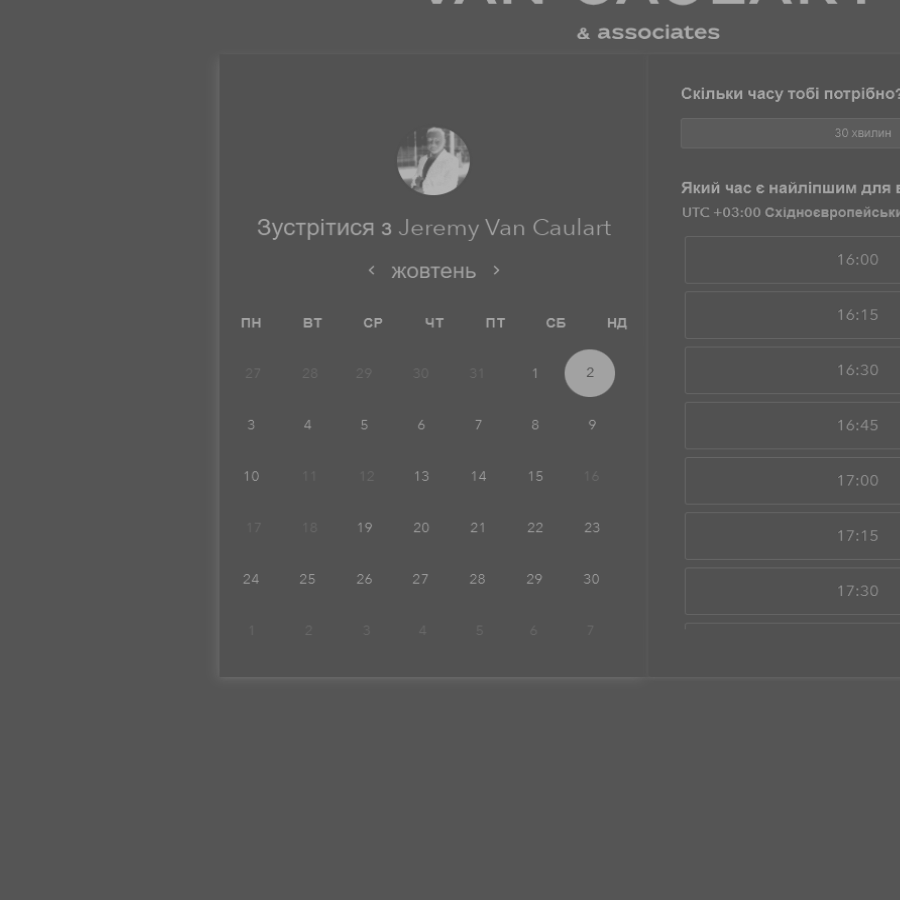 & associates
Зустрітися з Jeremy Van Caulart
жовтень
ПН ВТ СР ЧТ ПТ СБ НД
27 28 29 30 31 1 2
3 4 5 6 7 8 9
10 11 12 13 14 15 16
17 18 19 20 21 22 23
24 25 26 27 28 29 30
1 2 3 4 5 6 7
Скільки часу тобі потрібно?
30 хвилин
Який час є найліпшим для
UTC +03:00
16:00
16:15
16:30
16:45
17:00
17:15
17:30